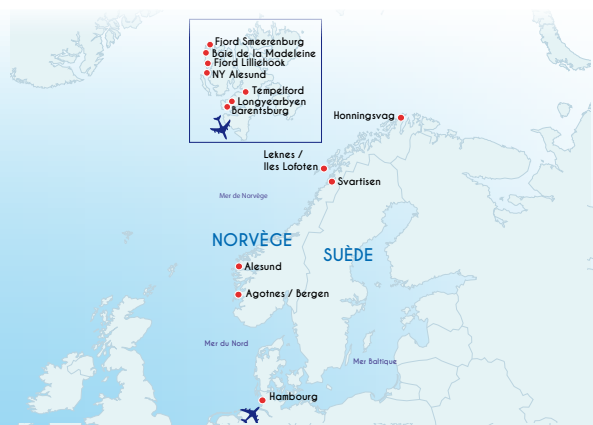 Fjord Smeerenburg
Baie de la Madeleine
Fjord Lilliehook
NY Alesund
Tempelford
Longyearbyen
Barentsburg
Honningsvag
Leknes /
Iles Lofoten
Svartisen
Mer de Norvège
NORVÈGE
SUÈDE
Alesund
Agotnes / Bergen
Mer du Nord
Mer Baltique
Hambourg